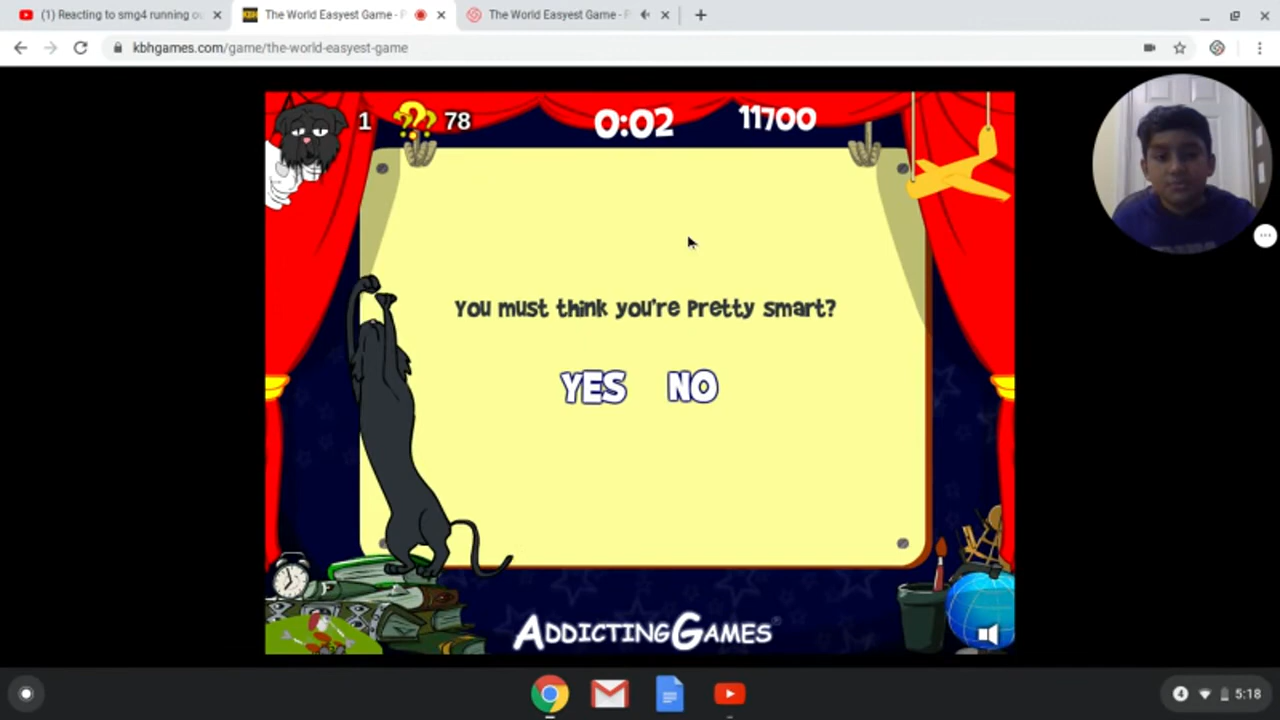 (1) Reacting to smg4 running ou
The World Easyest Game - P
The World Easyest Game - P
kbhgames.com/game/the-world-easyest-game
1 ??? 78 0:02 11700
You must think you're pretty smart?
YES NO
ADDICTINGGAMES
4 5:18